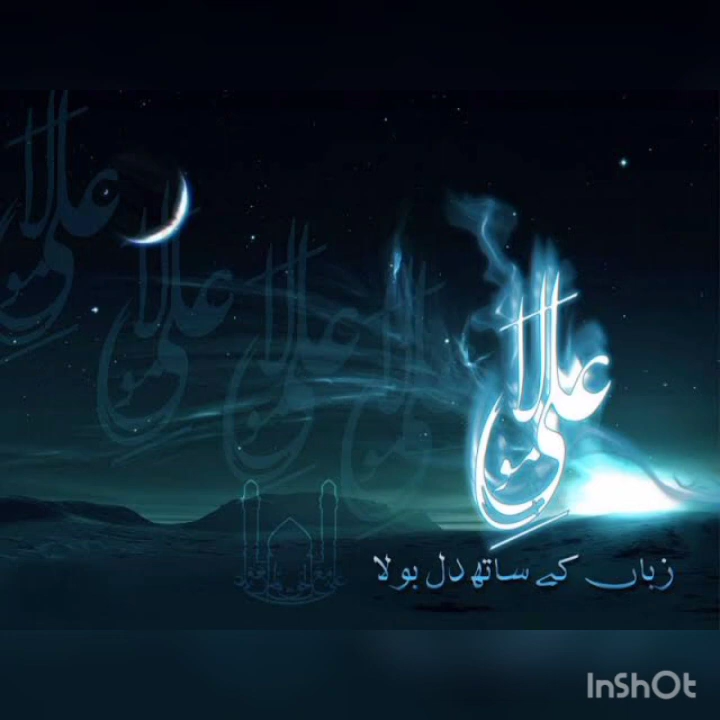 علی مولا
زباں کے ساتھ دل بولا
InShOt